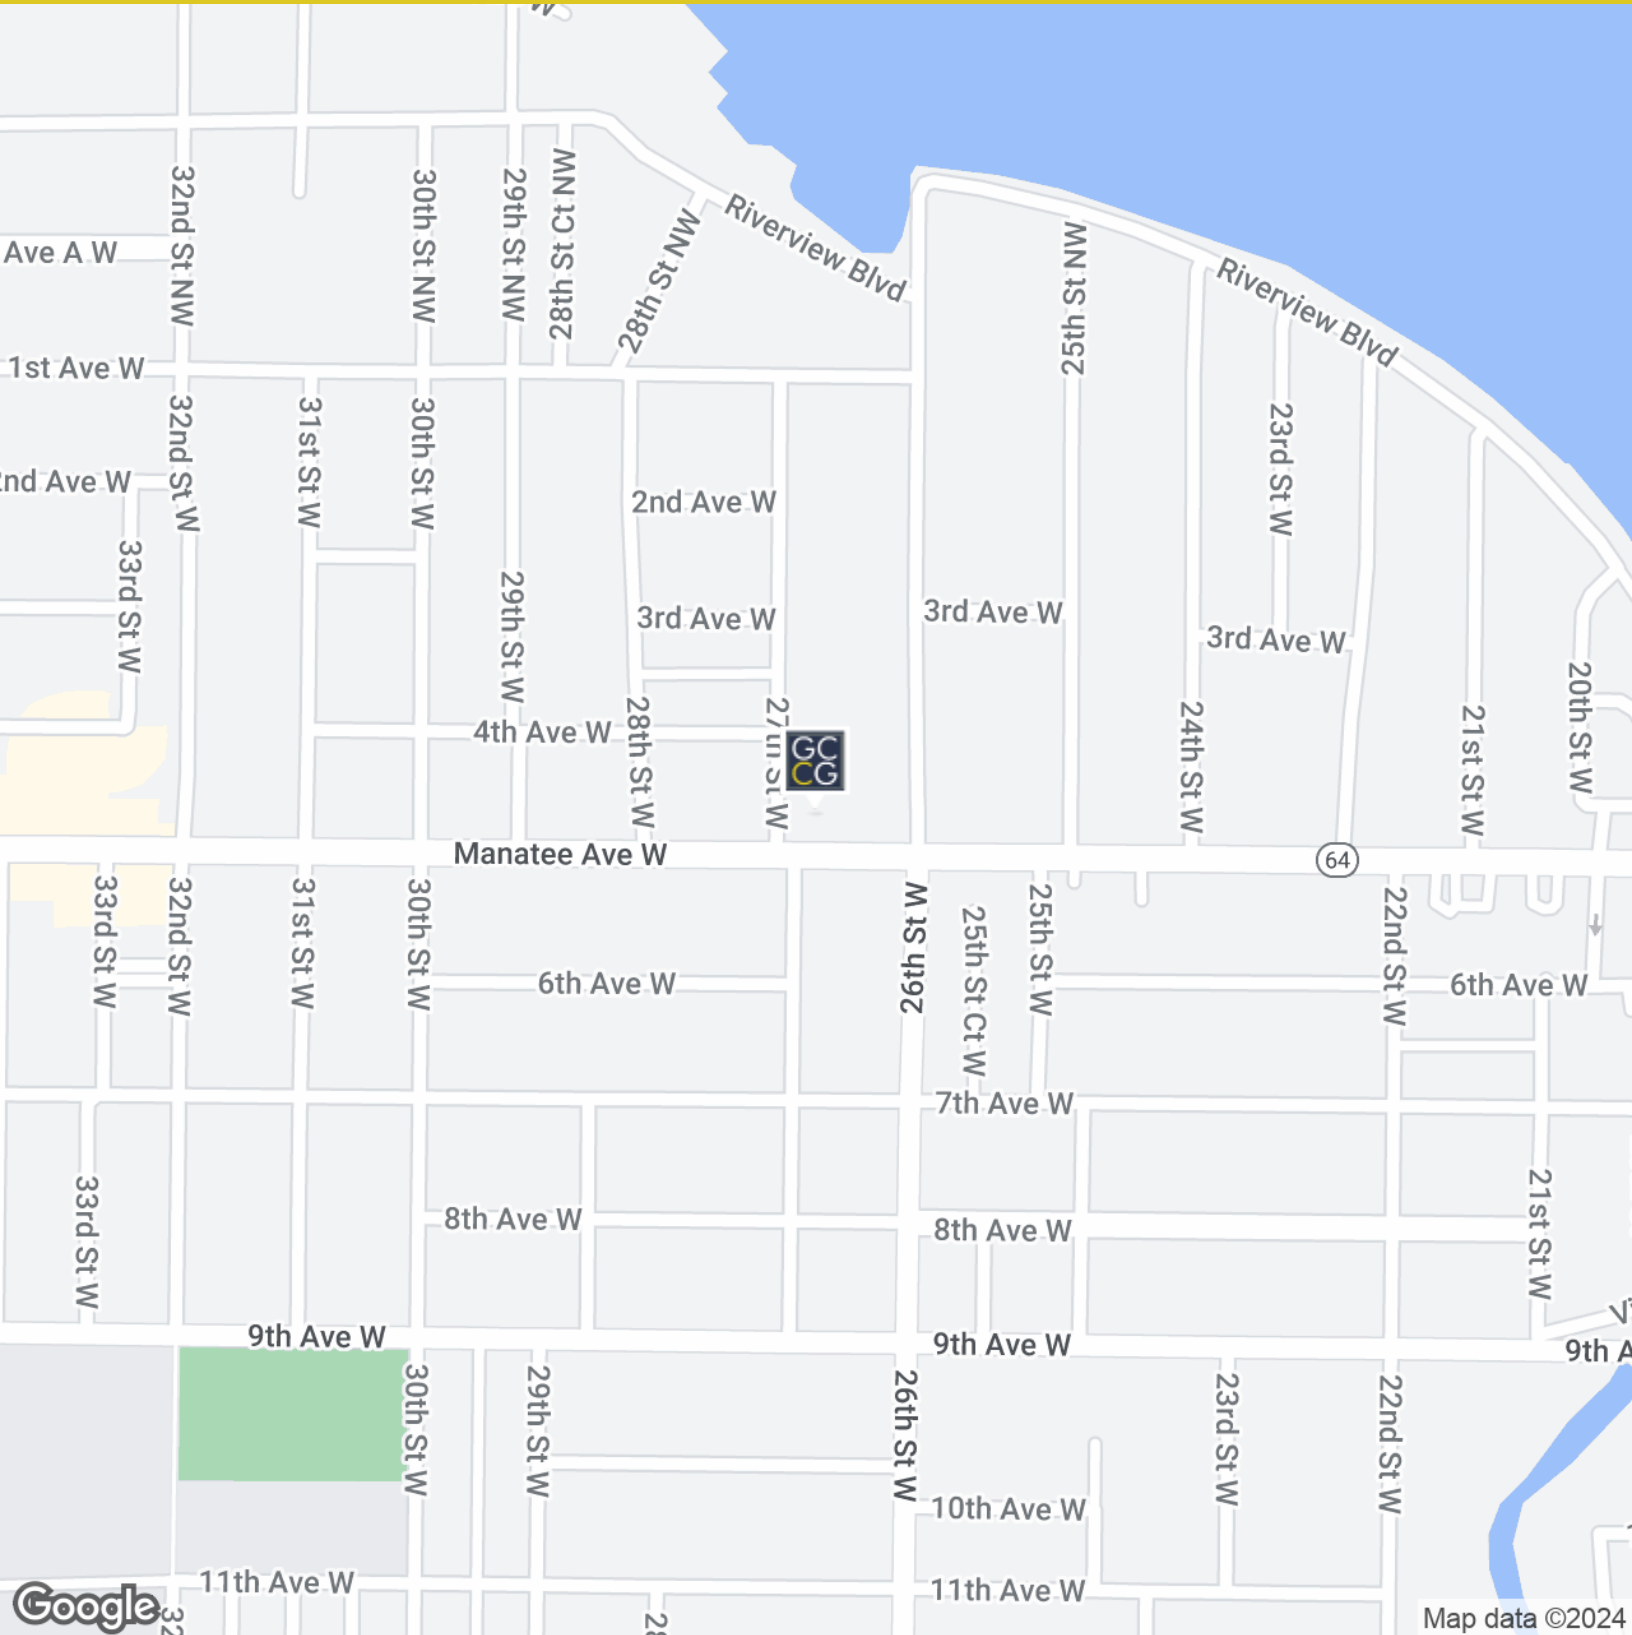 W
32nd St NW
30th St NW
29th St NW
28th St Ct NW
28th St NW
Riverview Blvd
25th St NW
Riverview Blvd
Ave A W
1st Ave W
32nd St W
31st St W
30th St W
23rd St W
2nd Ave W
2nd Ave W
33rd St W
29th St W
3rd Ave W
3rd Ave W
3rd Ave W
20th St W
28th St W
27th St W
24th St W
21st St W
4th Ave W
GC
CG
Manatee Ave W
64
33rd St W
32nd St W
31st St W
30th St W
26th St W
25th St Ct W
25th St W
22nd St W
6th Ave W
6th Ave W
7th Ave W
33rd St W
21st St W
8th Ave W
8th Ave W
9th Ave W
9th Ave W
9th A
30th St W
29th St W
26th St W
23rd St W
22nd St W
10th Ave W
11th Ave W
11th Ave W
Google
32
28
Map data ©2024